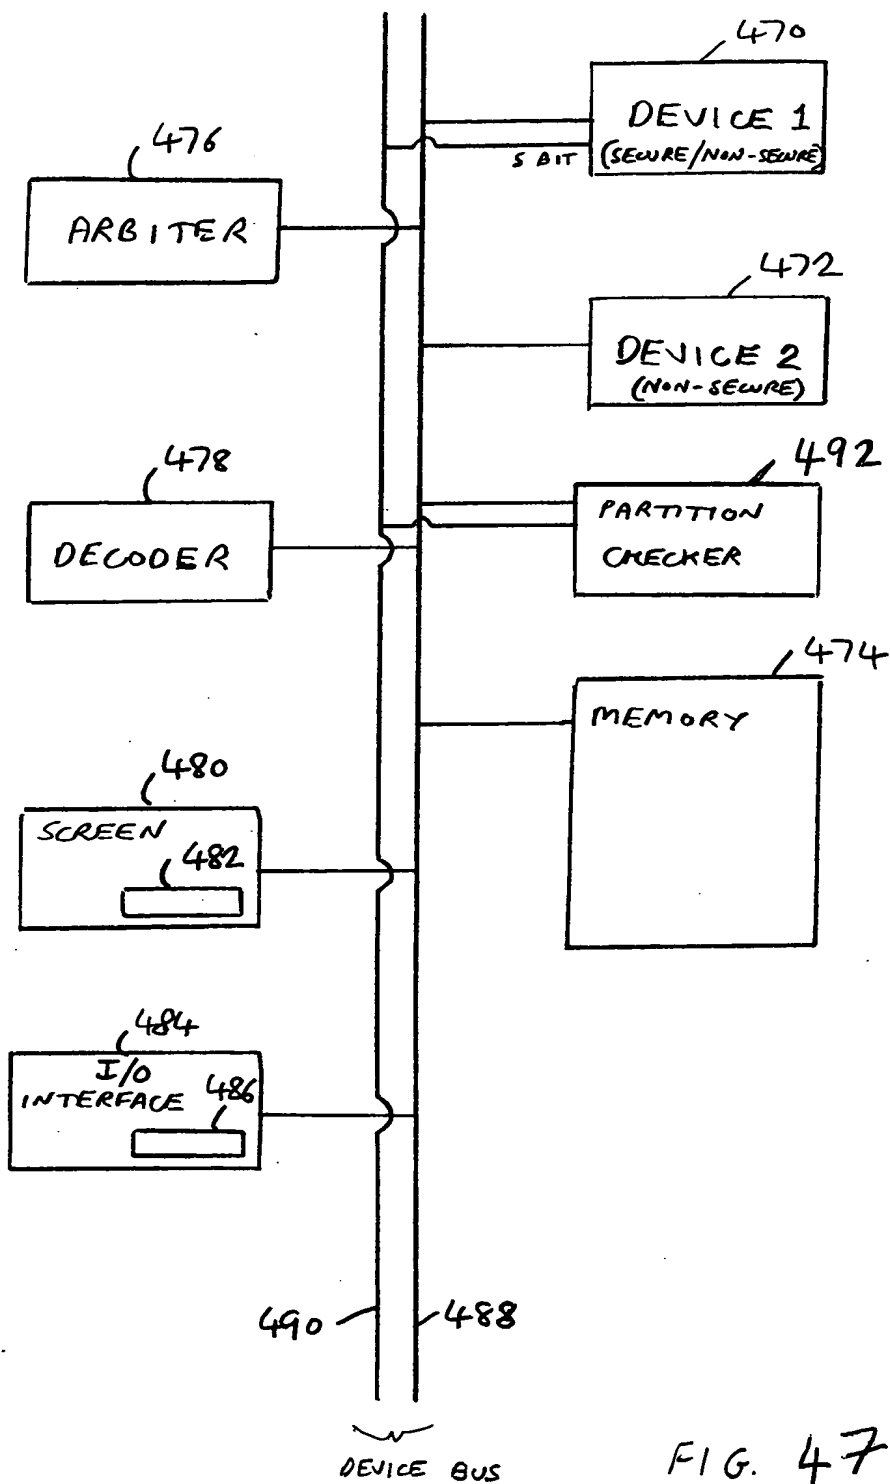 470
DEVICE 1
(SECURE/NON-SECURE)
S BIT
476
ARBITER
472
DEVICE 2
(NON-SECURE)
478
DECODER
492
PARTITION
CHECKER
474
MEMORY
480
SCREEN
482
484
I/O
INTERFACE
486
490
488
DEVICE BUS
FIG. 47